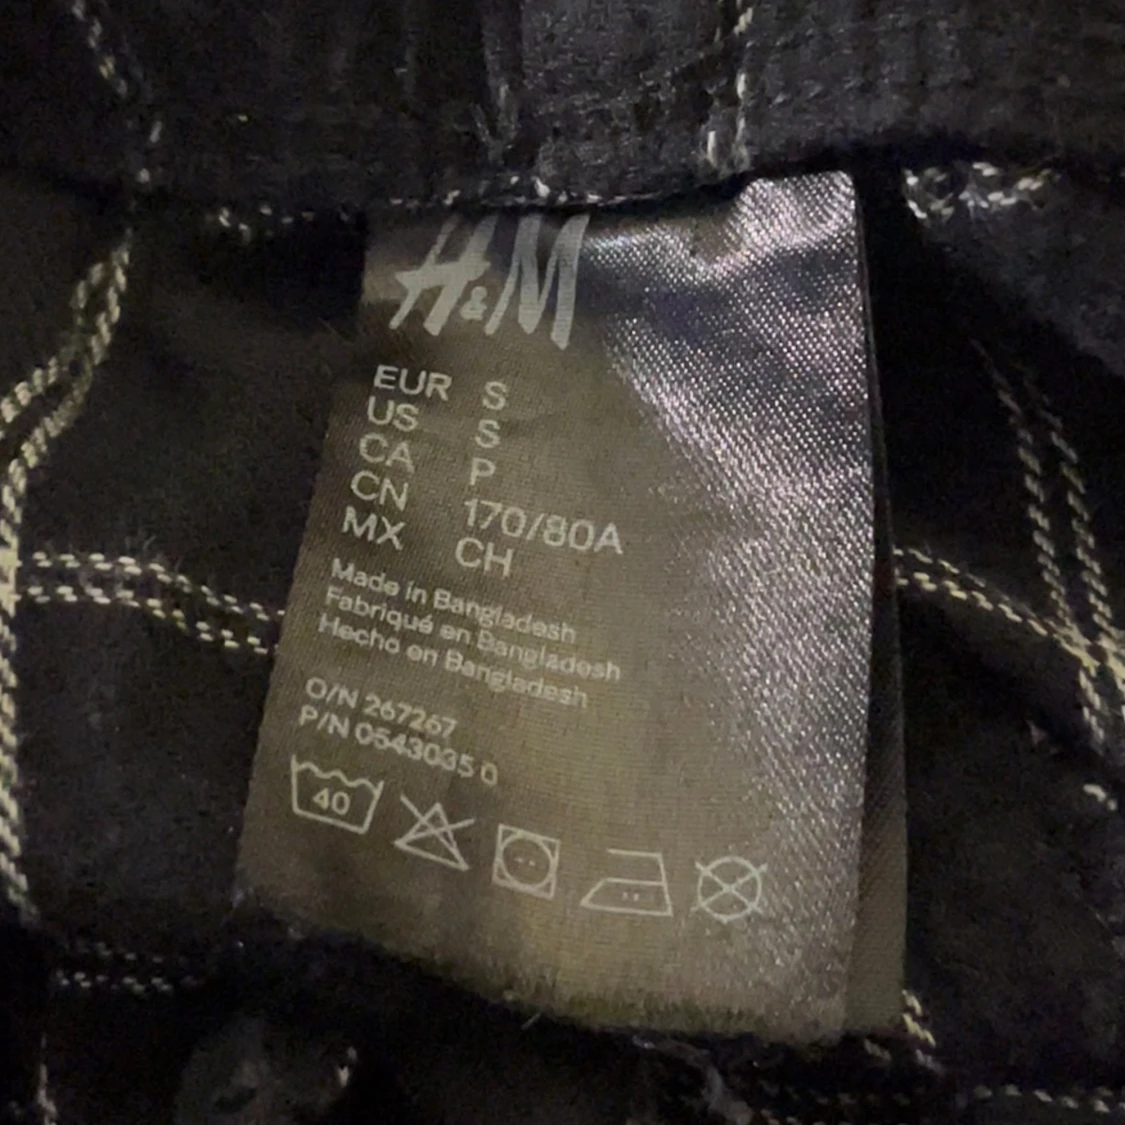 H&M
EUR S
US S
CA P
CN 170/80A
MX CH
Made in Bangladesh
Fabriqué en Bangladesh
Hecho en Bangladesh
O/N 267267
P/N 0543035 0
40